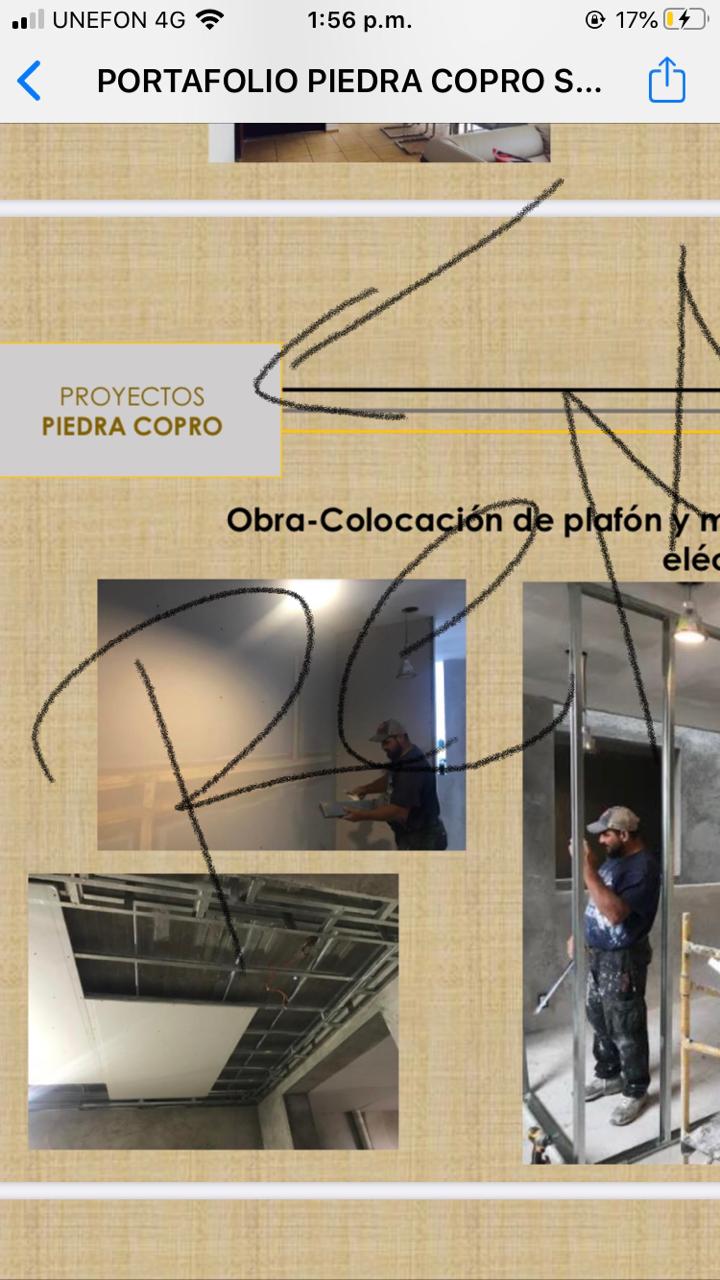 UNEFON 4G 1:56 p.m. 17%
PORTAFOLIO PIEDRA COPRO S...
PROYECTOS
PIEDRA COPRO
Obra-Colocación de plafón y m
eléc